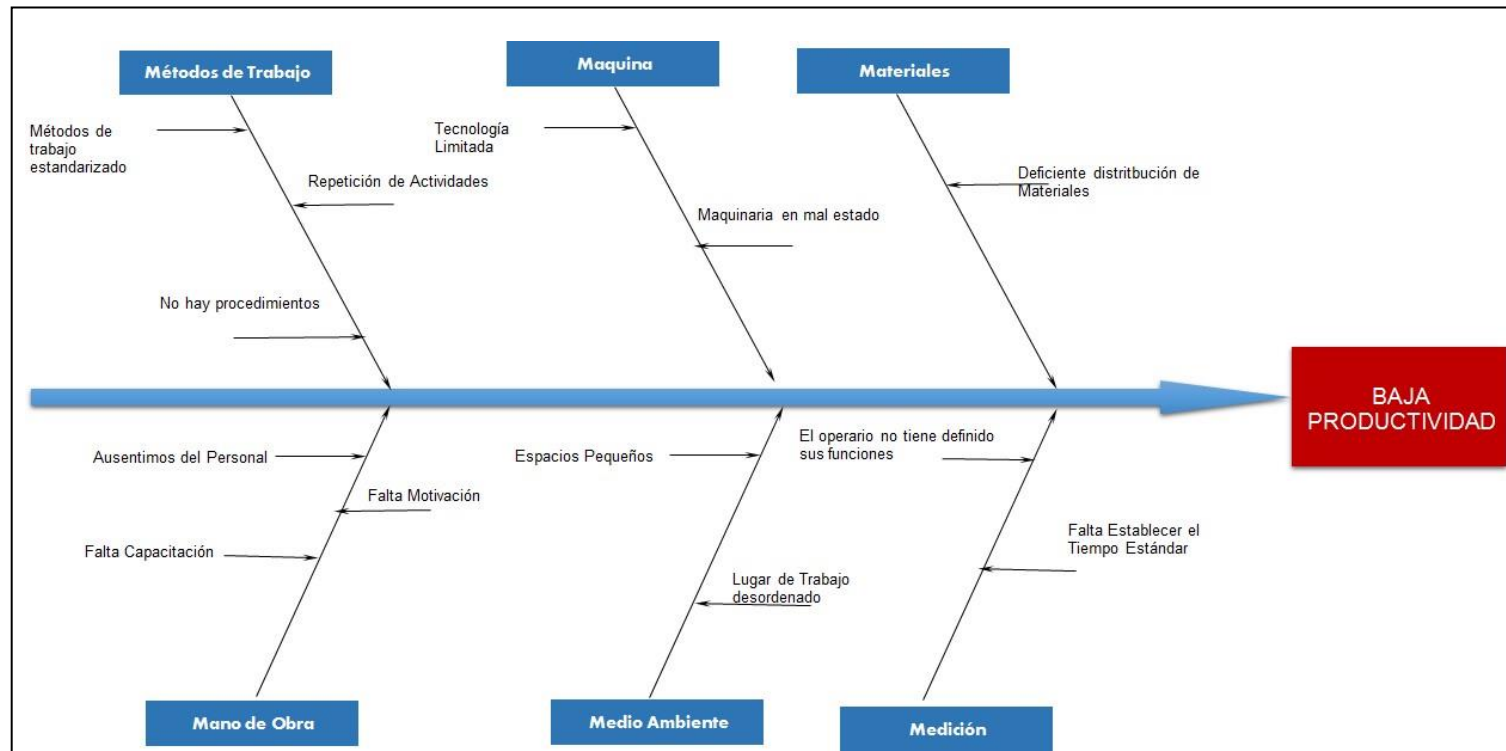 Métodos de Trabajo
Maquina
Materiales
Métodos de
trabajo
estandarizado
Repetición de Actividades
No hay procedimientos
Tecnología
Limitada
Maquinaria en mal estado
Deficiente distritbución de
Materiales
BAJA
PRODUCTIVIDAD
Ausentimos del Personal
Falta Motivación
Falta Capacitación
Espacios Pequeños
Lugar de Trabajo
desordenado
El operario no tiene definido
sus funciones
Falta Establecer el
Tiempo Estándar
Mano de Obra
Medio Ambiente
Medición